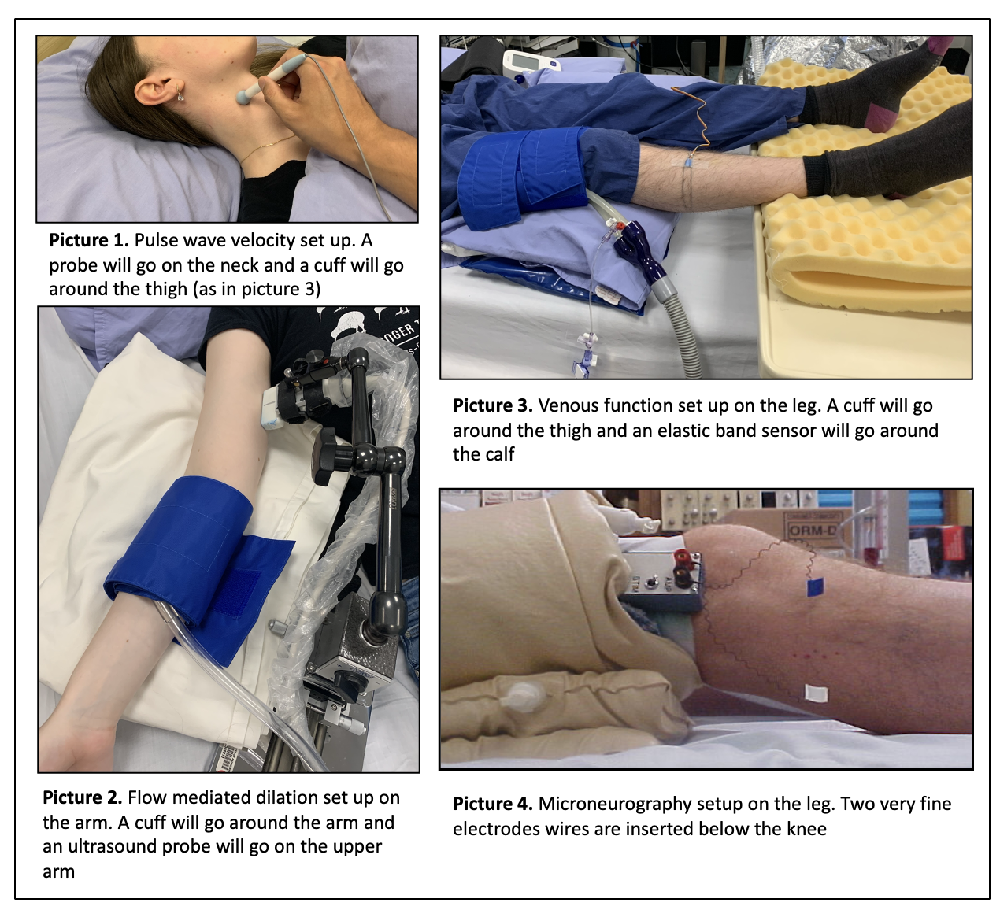 Picture 1. Pulse wave velocity set up. A
probe will go on the neck and a cuff will go
around the thigh (as in picture 3)
Picture 2. Flow mediated dilation set up on
the arm. A cuff will go around the arm and
an ultrasound probe will go on the upper
arm
Picture 3. Venous function set up on the leg. A cuff will go
around the thigh and an elastic band sensor will go around
the calf
ORM-D
STIM
AMP
Picture 4. Microneurography setup on the leg. Two very fine
electrodes wires are inserted below the knee